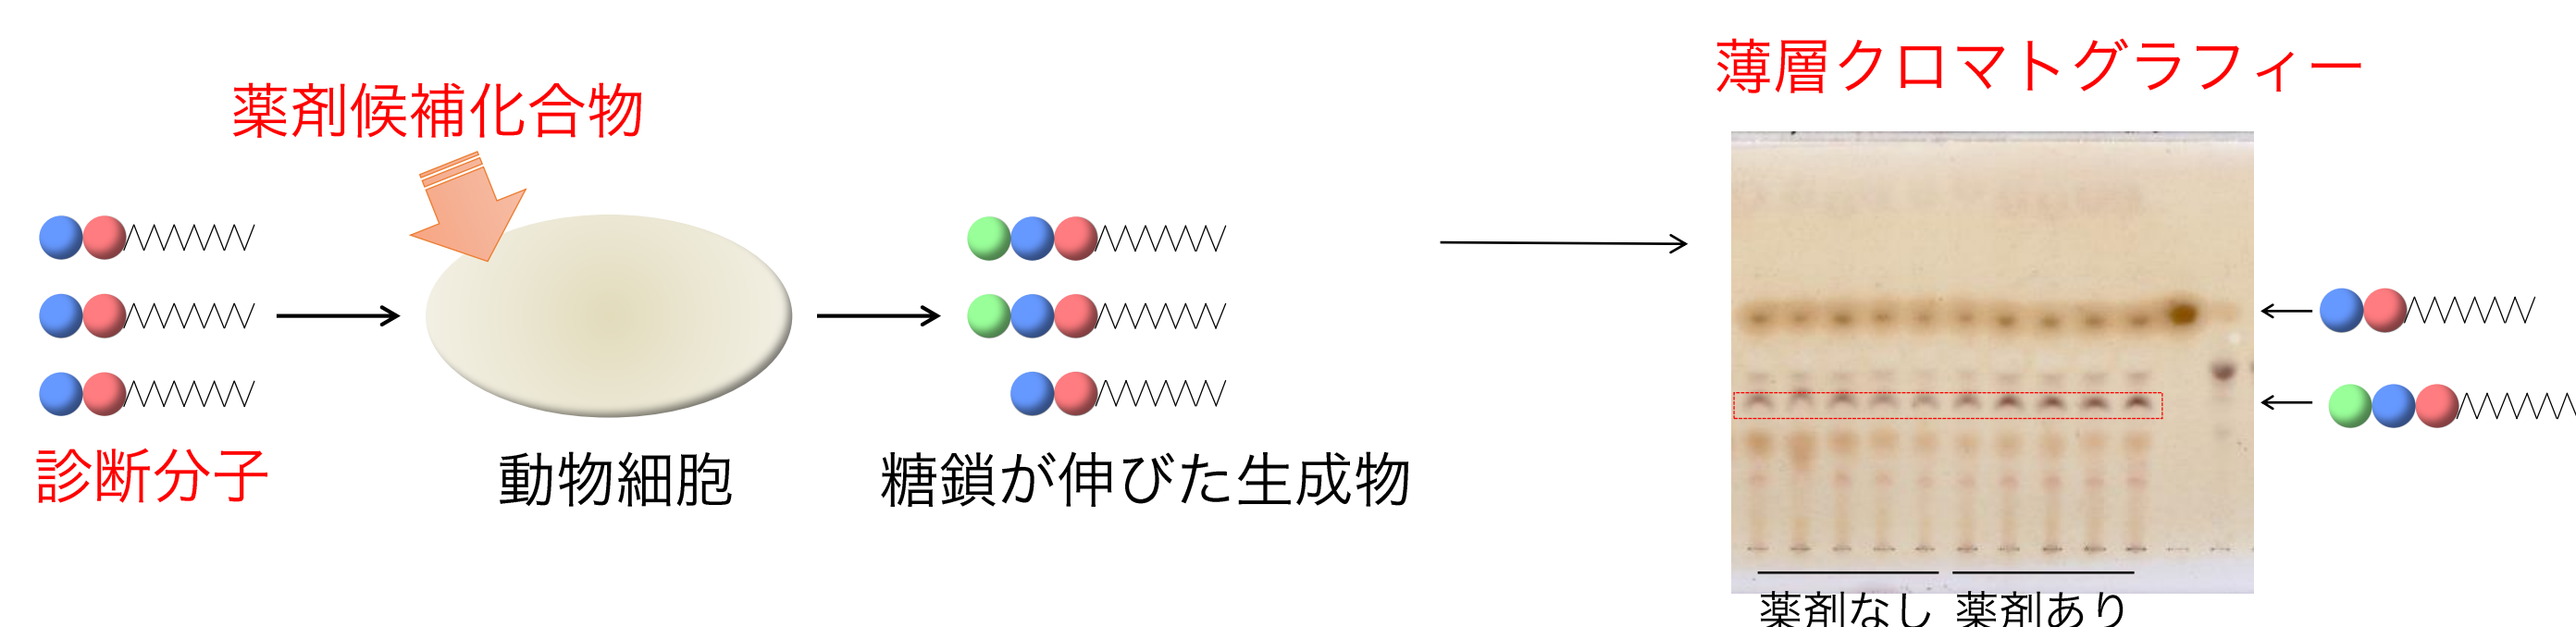 薬剤候補化合物
薄層クロマトグラフィー
診断分子
動物細胞
糖鎖が伸びた生成物
薬剤なし
薬剤あり